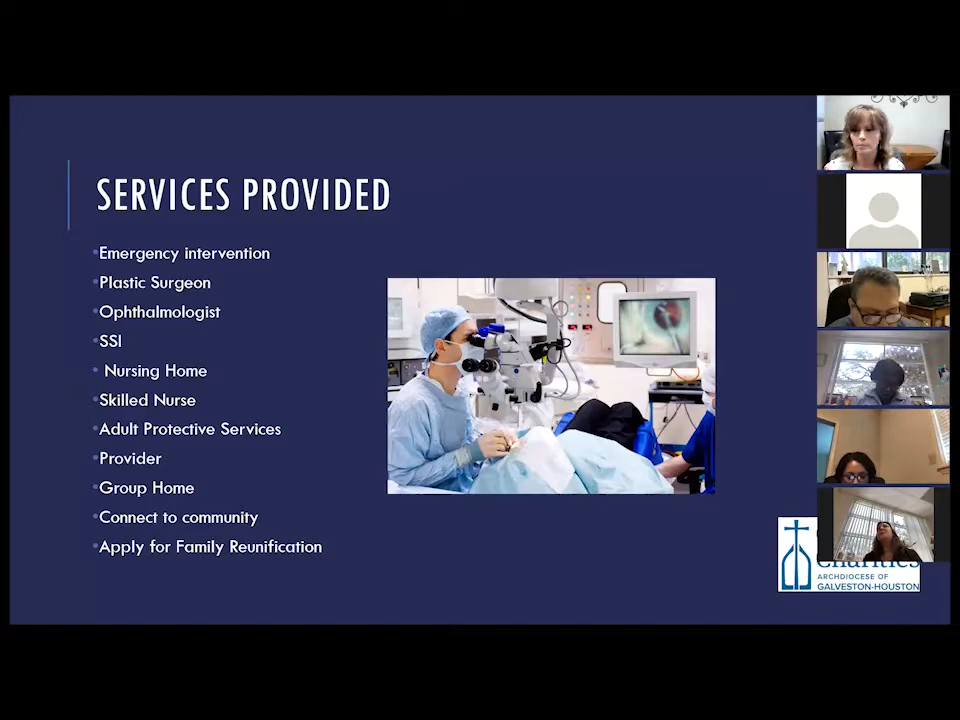 SERVICES PROVIDED
•Emergency intervention
•Plastic Surgeon
•Ophthalmologist
•SSI
• Nursing Home
•Skilled Nurse
•Adult Protective Services
•Provider
•Group Home
•Connect to community
•Apply for Family Reunification
Charities
ARCHDIOCESE OF
GALVESTON-HOUSTON